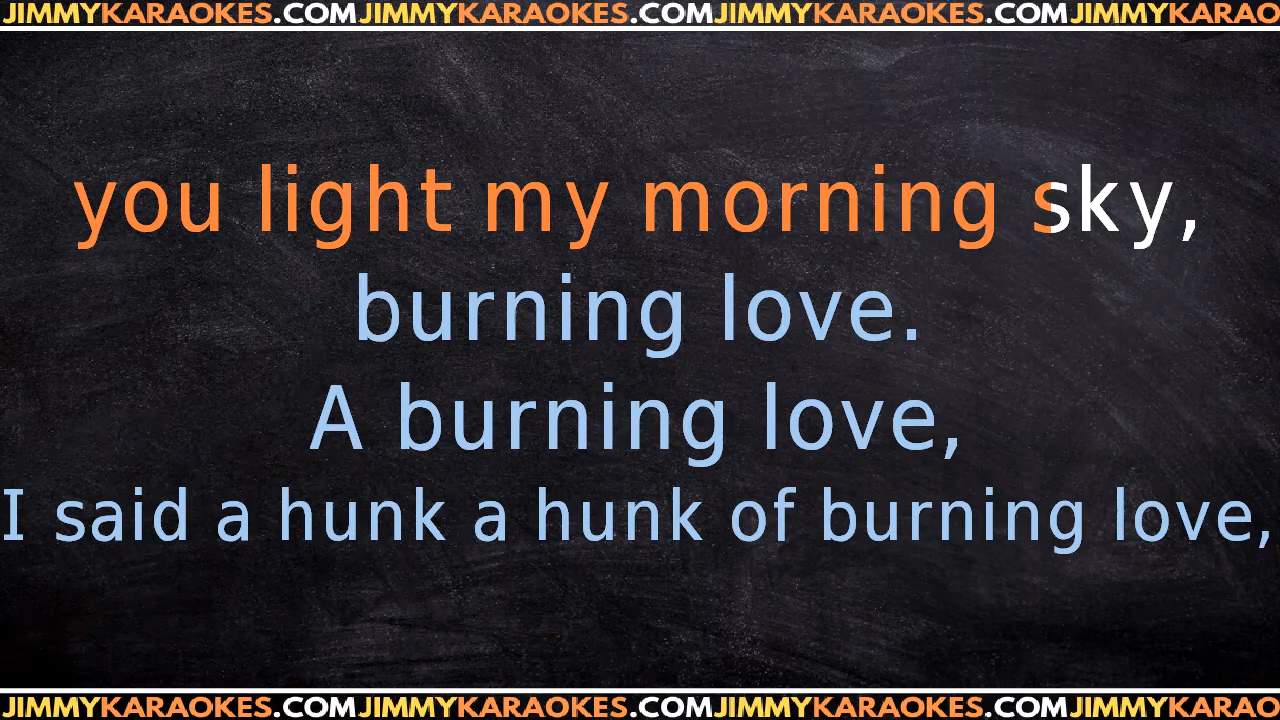 JIMMYKARAOKES.COMJIMMYKARAOKES.COMJIMMYKARAOKES.COMJIMMYKARAO
you light my morning sky,
burning love.
A burning love,
I said a hunk a hunk of burning love,
JIMMYKARAOKES.COMJIMMYKARAOKES.COMJIMMYKARAOKES.COMJIMMYKARAO